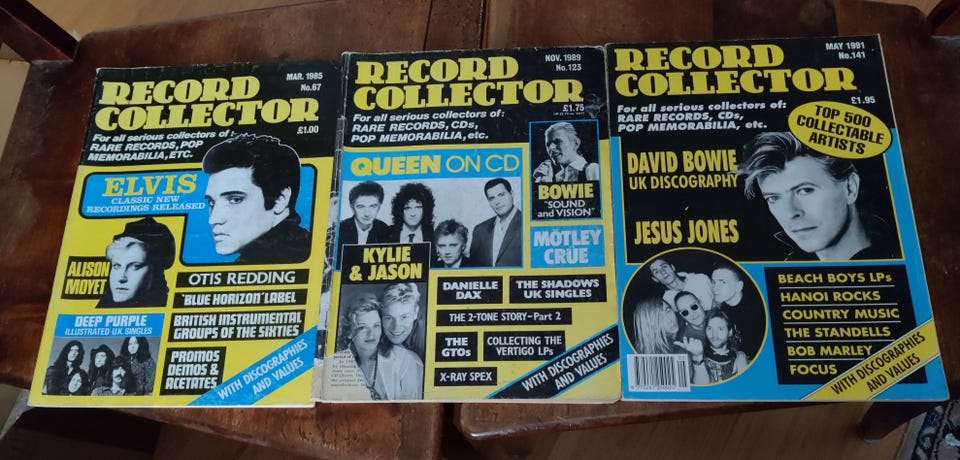 RECORD
COLLECTOR
MAR. 1985
No.67
£1.00
For all serious collectors of
RARE RECORDS, POP
MEMORABILIA, ETC.
ELVIS
CLASSIC NEW
RECORDINGS RELEASED
ALISON
MOYET
OTIS REDDING
'BLUE HORIZON' LABEL
BRITISH INSTRUMENTAL
GROUPS OF THE SIXTIES
DEEP PURPLE
ILLUSTRATED U.K. SINGLES
PROMOS
DEMOS &
ACETATES
WITH DISCOGRAPHIES
AND VALUES
RECORD
COLLECTOR
NOV. 1989
No.123
£1.75
For all serious collectors of:
RARE RECORDS, CDs,
POP MEMORABILIA, etc.
QUEEN ON CD
BOWIE
"SOUND
and VISION"
MÖTLEY
CRÜE
KYLIE
& JASON
DANIELLE
DAX
THE SHADOWS
UK SINGLES
THE 2-TONE STORY-Part 2
THE
GTOs
COLLECTING THE
VERTIGO LPs
X-RAY SPEX
WITH DISCOGRAPHIES
AND VALUES
RECORD
COLLECTOR
MAY 1991
No.141
£1.95
For all serious collectors of:
RARE RECORDS, CDs,
POP MEMORABILIA, etc.
TOP 500
COLLECTABLE
ARTISTS
DAVID BOWIE
UK DISCOGRAPHY
JESUS JONES
BEACH BOYS LPs
HANOI ROCKS
COUNTRY MUSIC
THE STANDELLS
BOB MARLEY
FOCUS
WITH DISCOGRAPHIES
AND VALUES